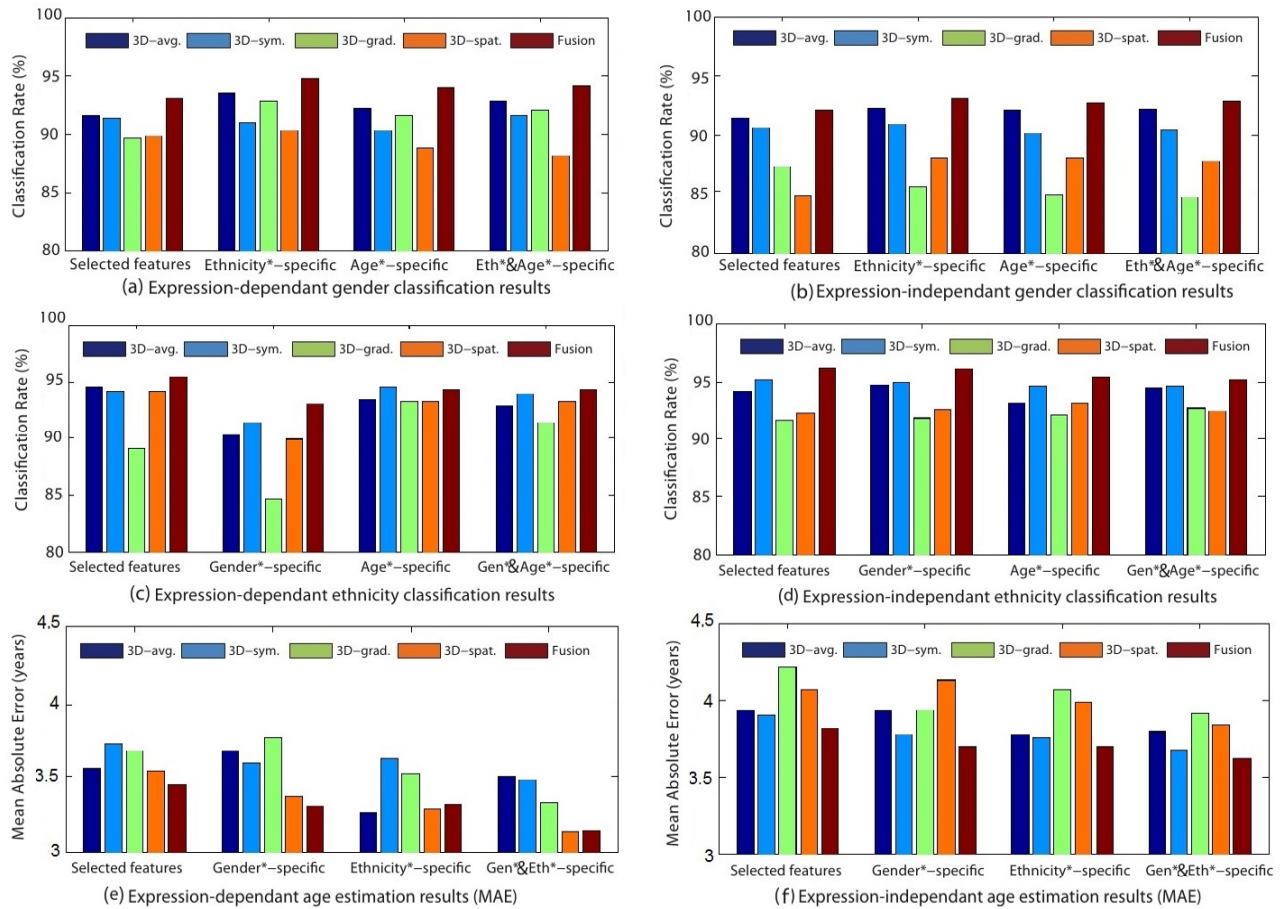 100
95
90
85
80
Classification Rate (%)
3D-avg. 3D-sym. 3D-grad. 3D-spat. Fusion
Selected features Ethnicity*-specific Age*-specific Eth*&Age*-specific
(a) Expression-dependant gender classification results
100
95
90
85
80
Classification Rate (%)
3D-avg. 3D-sym. 3D-grad. 3D-spat. Fusion
Selected features Ethnicity*-specific Age*-specific Eth*&Age*-specific
(b) Expression-independant gender classification results
100
95
90
85
80
Classification Rate (%)
3D-avg. 3D-sym. 3D-grad. 3D-spat. Fusion
Selected features Gender*-specific Age*-specific Gen*&Age*-specific
(c) Expression-dependant ethnicity classification results
100
95
90
85
80
Classification Rate (%)
3D-avg. 3D-sym. 3D-grad. 3D-spat. Fusion
Selected features Gender*-specific Age*-specific Gen*&Age*-specific
(d) Expression-independant ethnicity classification results
4.5
4
3.5
3
Mean Absolute Error (years)
3D-avg. 3D-sym. 3D-grad. 3D-spat. Fusion
Selected features Gender*-specific Ethnicity*-specific Gen*&Eth*-specific
(e) Expression-dependant age estimation results (MAE)
4.5
4
3.5
3
Mean Absolute Error (years)
3D-avg. 3D-sym. 3D-grad. 3D-spat. Fusion
Selected features Gender*-specific Ethnicity*-specific Gen*&Eth*-specific
(f) Expression-independant age estimation results (MAE)